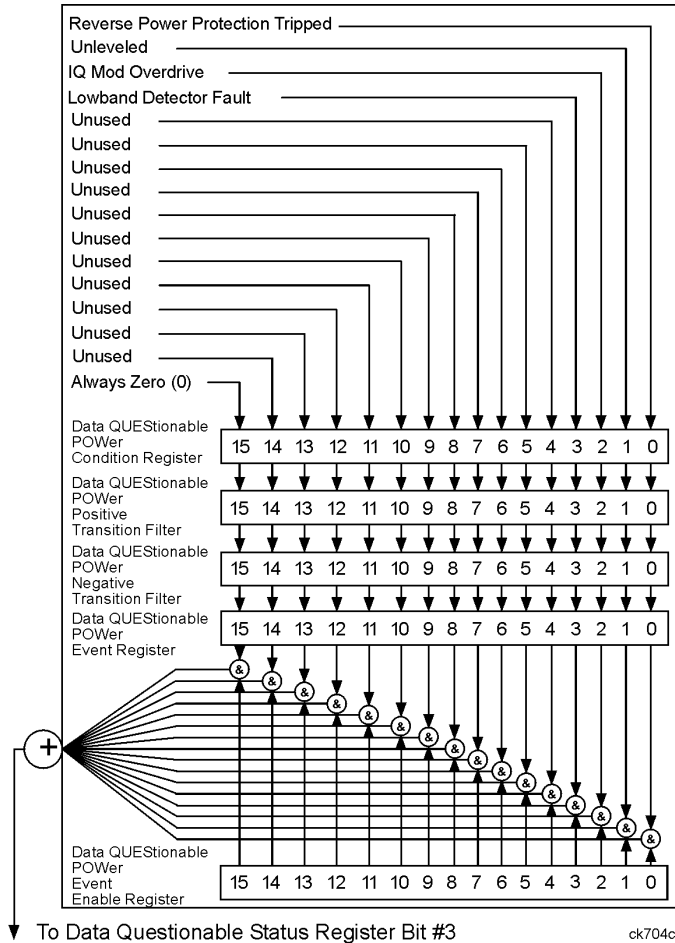 Reverse Power Protection Tripped
Unleveled
IQ Mod Overdrive
Lowband Detector Fault
Unused
Unused
Unused
Unused
Unused
Unused
Unused
Unused
Unused
Unused
Unused
Always Zero (0)
Data QUEStionable
POWer
Condition Register
15 14 13 12 11 10 9 8 7 6 5 4 3 2 1 0
Data QUEStionable
POWer
Positive
Transition Filter
15 14 13 12 11 10 9 8 7 6 5 4 3 2 1 0
Data QUEStionable
POWer
Negative
Transition Filter
15 14 13 12 11 10 9 8 7 6 5 4 3 2 1 0
Data QUEStionable
POWer
Event Register
15 14 13 12 11 10 9 8 7 6 5 4 3 2 1 0
& & & & & & & & & & & & & & & &
+
Data QUEStionable
POWer
Event
Enable Register
15 14 13 12 11 10 9 8 7 6 5 4 3 2 1 0
To Data Questionable Status Register Bit #3
ck704c